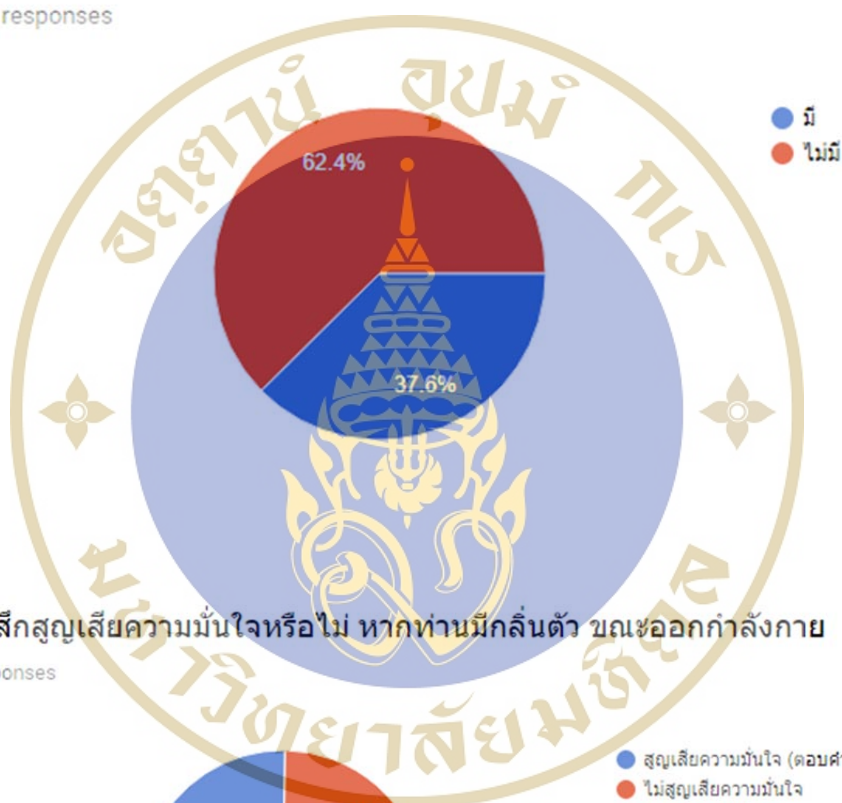 responses
อตฺตานํ อุปมํ กเร
มี
ไม่มี
62.4%
37.6%
สึกสูญเสียความมั่นใจหรือไม่ หากท่านมีกลิ่นตัว ขณะออกกำลังกาย
onses
มหาวิทยาลัยมหิดล
สูญเสียความมั่นใจ (ตอบคำ
ไม่สูญเสียความมั่นใจ